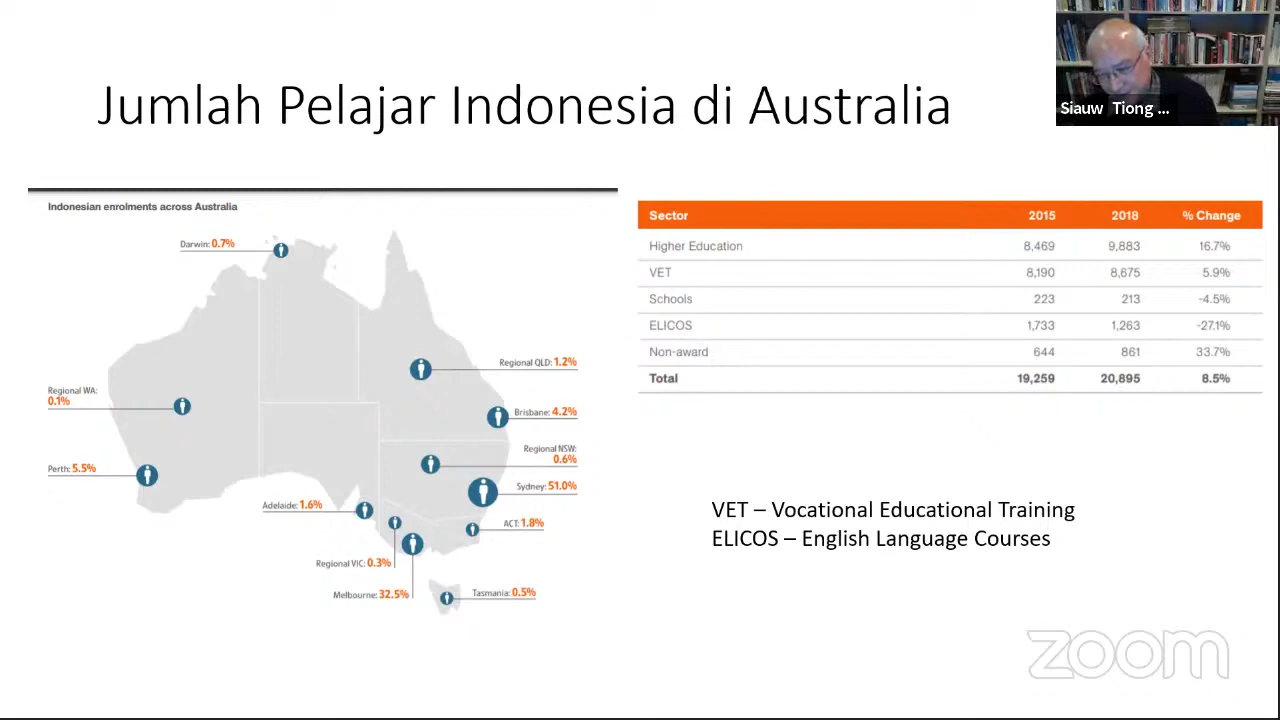 Siauw Tiong ...
Jumlah Pelajar Indonesia di Australia
Indonesian enrolments across Australia
Darwin: 0.7%
Regional QLD: 1.2%
Regional WA:
0.1%
Brisbane: 4.2%
Regional NSW:
0.6%
Perth: 5.5%
Sydney: 51.0%
Adelaide: 1.6%
ACT: 1.8%
Regional VIC: 0.3%
Melbourne: 32.5%
Tasmania: 0.5%
Sector 2015 2018 % Change
Higher Education 8,469 9,883 16.7%
VET 8,190 8,675 5.9%
Schools 223 213 -4.5%
ELICOS 1,733 1,263 -27.1%
Non-award 644 861 33.7%
Total 19,259 20,895 8.5%
VET – Vocational Educational Training
ELICOS – English Language Courses
zoom